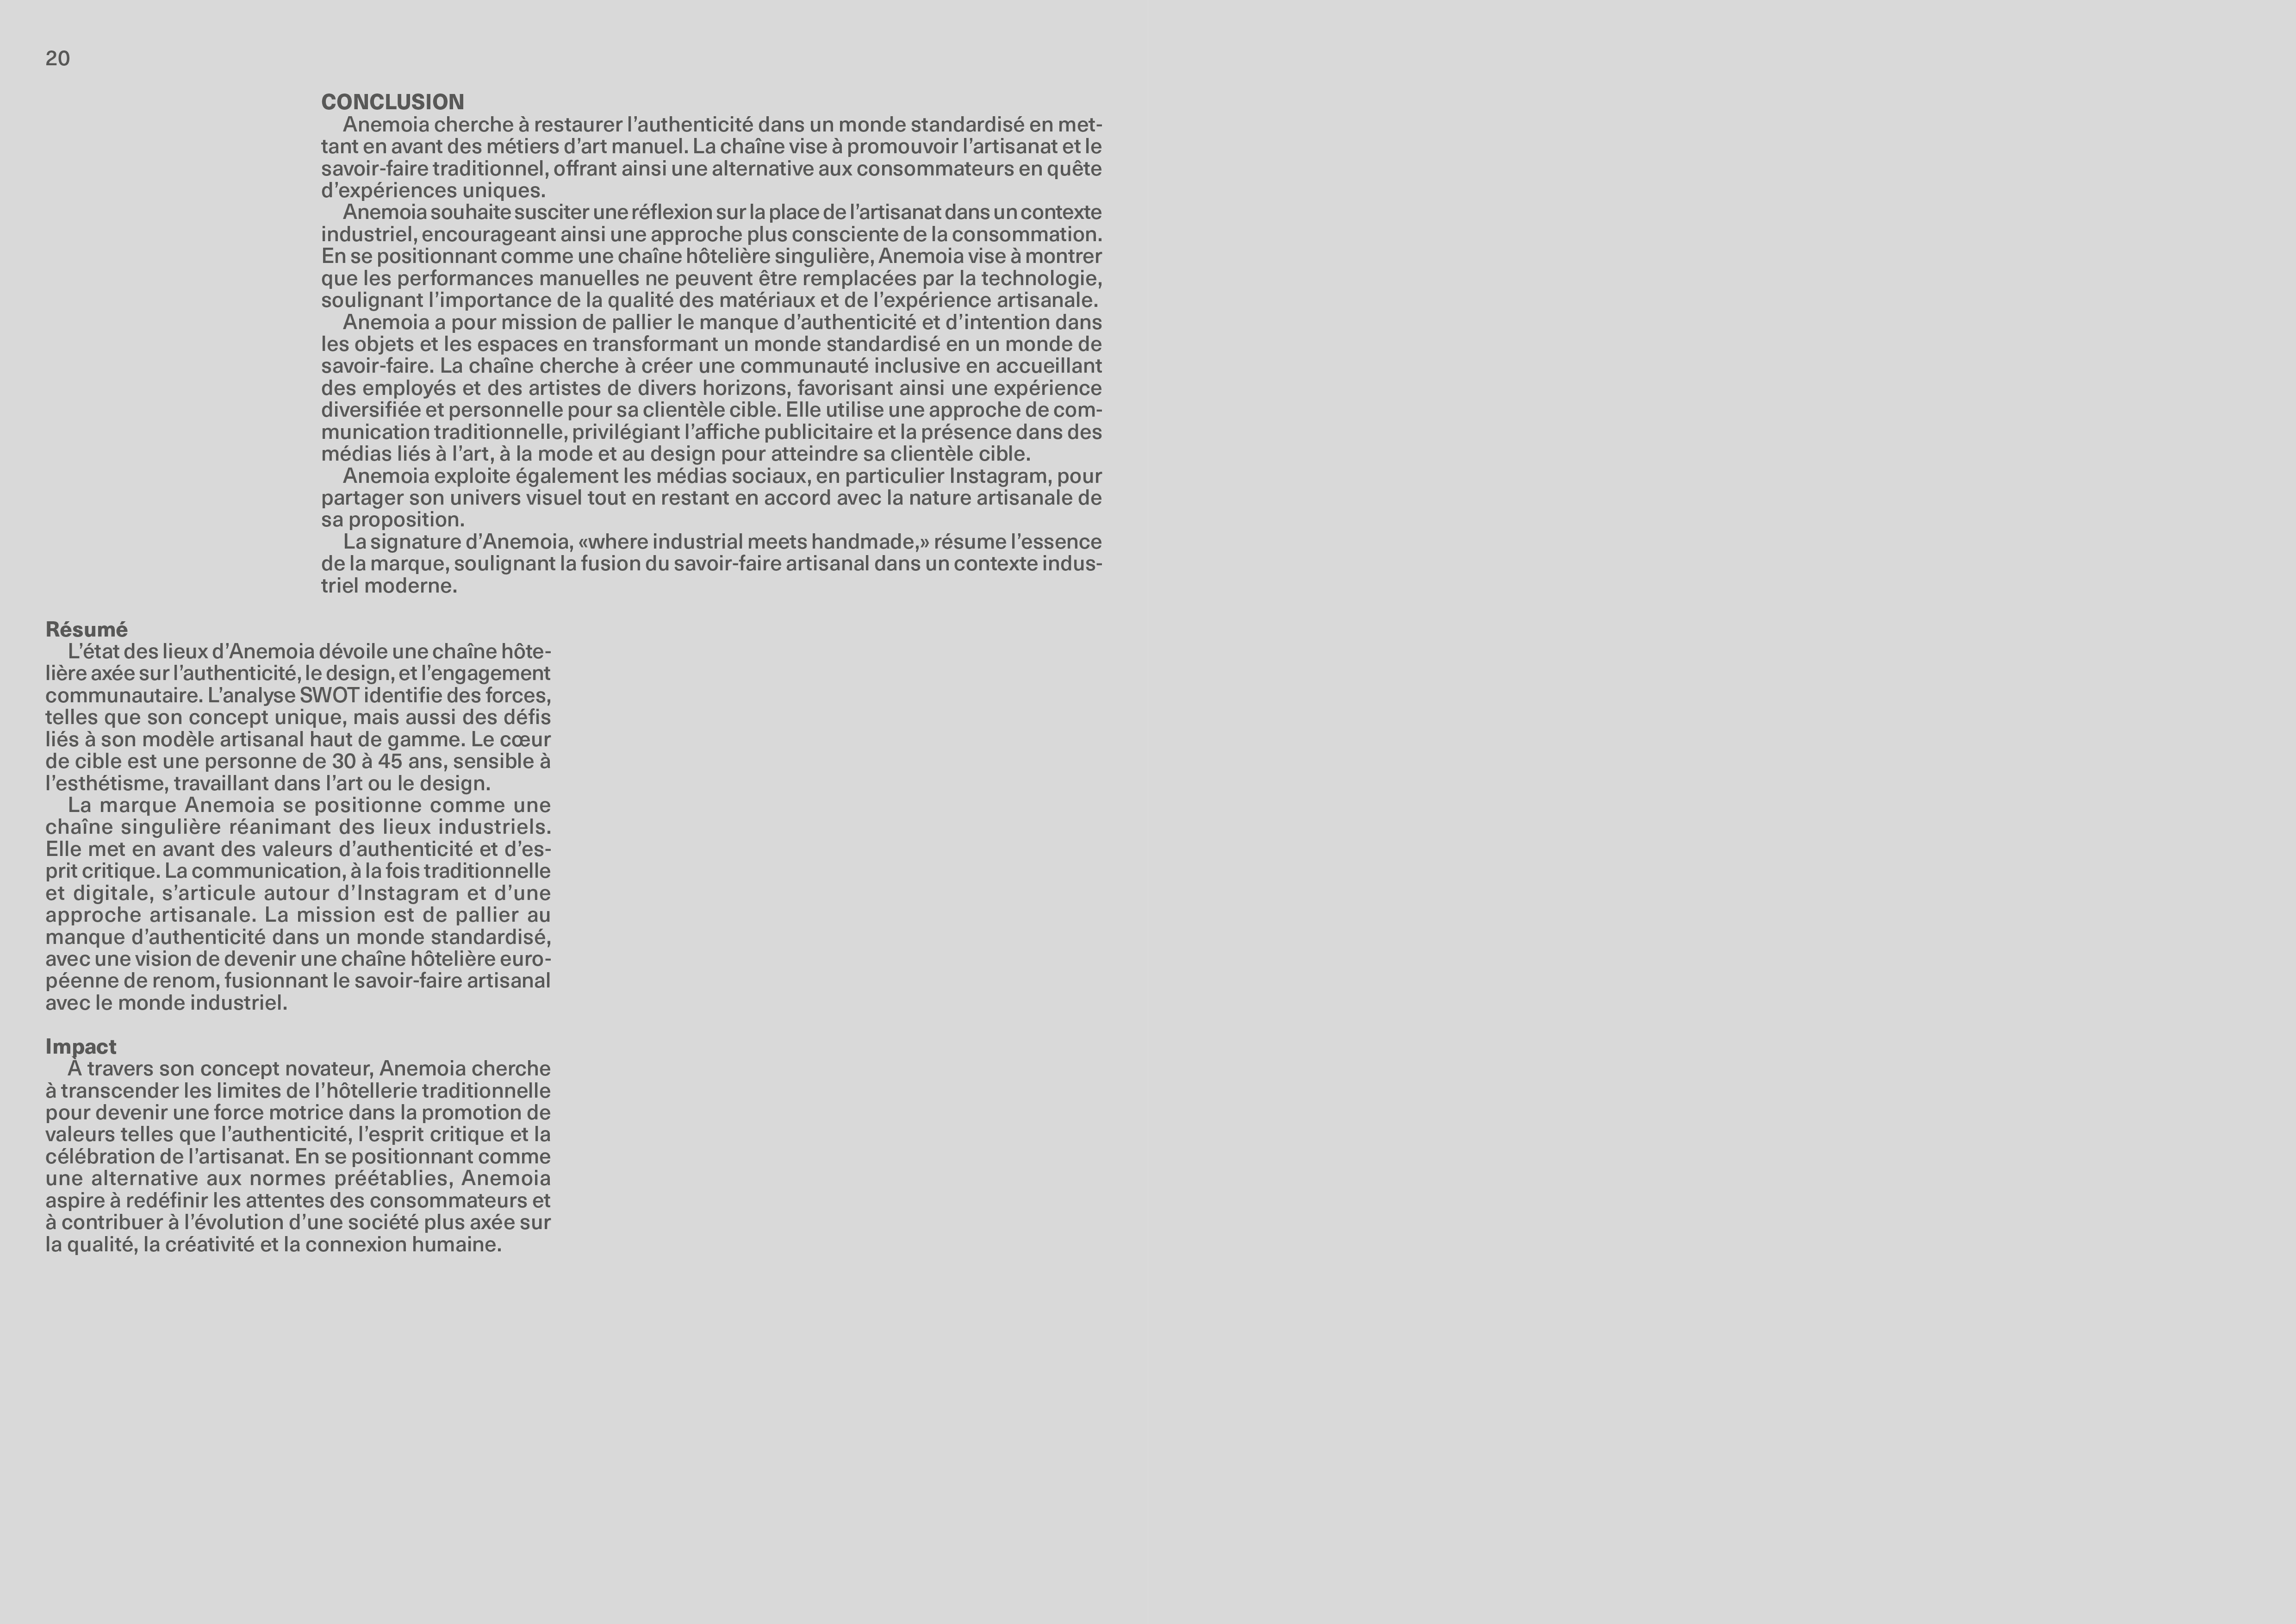 20
CONCLUSION
Anemoia cherche à restaurer l’authenticité dans un monde standardisé en met-
tant en avant des métiers d’art manuel. La chaîne vise à promouvoir l’artisanat et le
savoir-faire traditionnel, offrant ainsi une alternative aux consommateurs en quête
d’expériences uniques.
Anemoia souhaite susciter une réflexion sur la place de l’artisanat dans un contexte
industriel, encourageant ainsi une approche plus consciente de la consommation.
En se positionnant comme une chaîne hôtelière singulière, Anemoia vise à montrer
que les performances manuelles ne peuvent être remplacées par la technologie,
soulignant l’importance de la qualité des matériaux et de l’expérience artisanale.
Anemoia a pour mission de pallier le manque d’authenticité et d’intention dans
les objets et les espaces en transformant un monde standardisé en un monde de
savoir-faire. La chaîne cherche à créer une communauté inclusive en accueillant
des employés et des artistes de divers horizons, favorisant ainsi une expérience
diversifiée et personnelle pour sa clientèle cible. Elle utilise une approche de com-
munication traditionnelle, privilégiant l’affiche publicitaire et la présence dans des
médias liés à l’art, à la mode et au design pour atteindre sa clientèle cible.
Anemoia exploite également les médias sociaux, en particulier Instagram, pour
partager son univers visuel tout en restant en accord avec la nature artisanale de
sa proposition.
La signature d’Anemoia, «where industrial meets handmade,» résume l’essence
de la marque, soulignant la fusion du savoir-faire artisanal dans un contexte indus-
triel moderne.
Résumé
L’état des lieux d’Anemoia dévoile une chaîne hôte-
lière axée sur l’authenticité, le design, et l’engagement
communautaire. L’analyse SWOT identifie des forces,
telles que son concept unique, mais aussi des défis
liés à son modèle artisanal haut de gamme. Le cœur
de cible est une personne de 30 à 45 ans, sensible à
l’esthétisme, travaillant dans l’art ou le design.
La marque Anemoia se positionne comme une
chaîne singulière réanimant des lieux industriels.
Elle met en avant des valeurs d’authenticité et d’es-
prit critique. La communication, à la fois traditionnelle
et digitale, s’articule autour d’Instagram et d’une
approche artisanale. La mission est de pallier au
manque d’authenticité dans un monde standardisé,
avec une vision de devenir une chaîne hôtelière euro-
péenne de renom, fusionnant le savoir-faire artisanal
avec le monde industriel.
Impact
À travers son concept novateur, Anemoia cherche
à transcender les limites de l’hôtellerie traditionnelle
pour devenir une force motrice dans la promotion de
valeurs telles que l’authenticité, l’esprit critique et la
célébration de l’artisanat. En se positionnant comme
une alternative aux normes préétablies, Anemoia
aspire à redéfinir les attentes des consommateurs et
à contribuer à l’évolution d’une société plus axée sur
la qualité, la créativité et la connexion humaine.